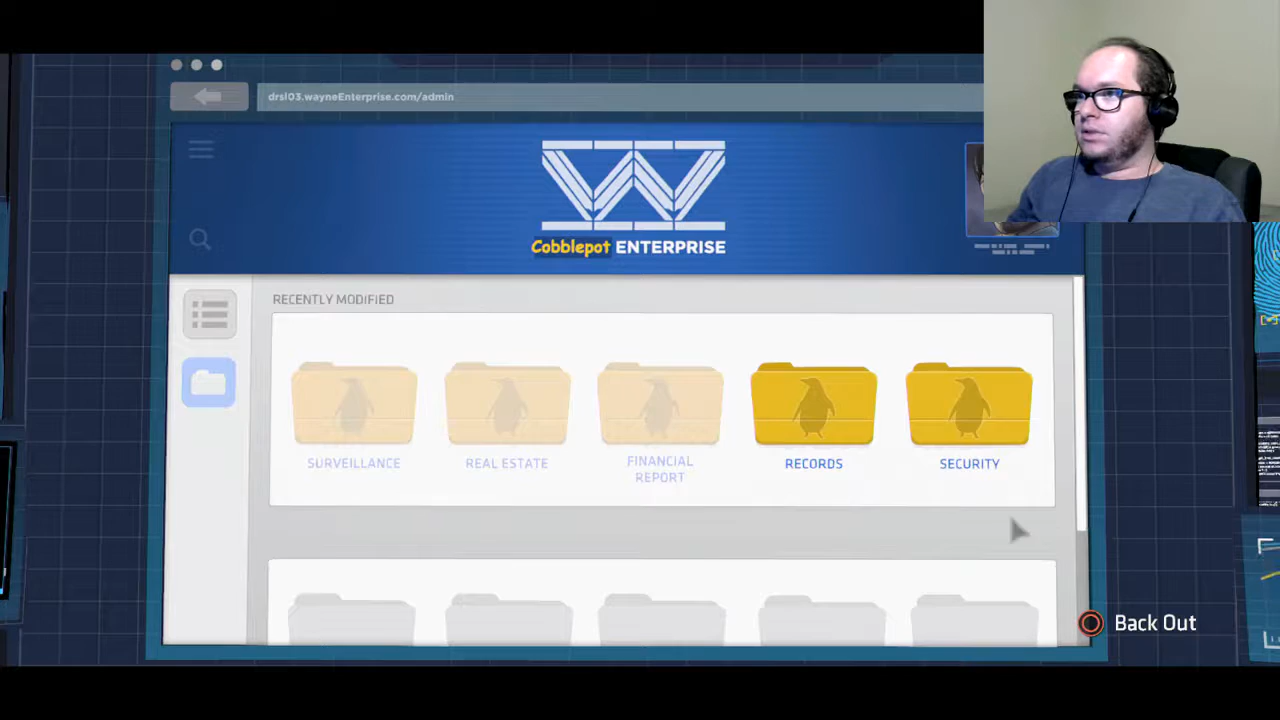 drsl03.wayneEnterprise.com/admin
Cobblepot ENTERPRISE
RECENTLY MODIFIED
SURVEILLANCE
REAL ESTATE
FINANCIAL
REPORT
RECORDS
SECURITY
Back Out